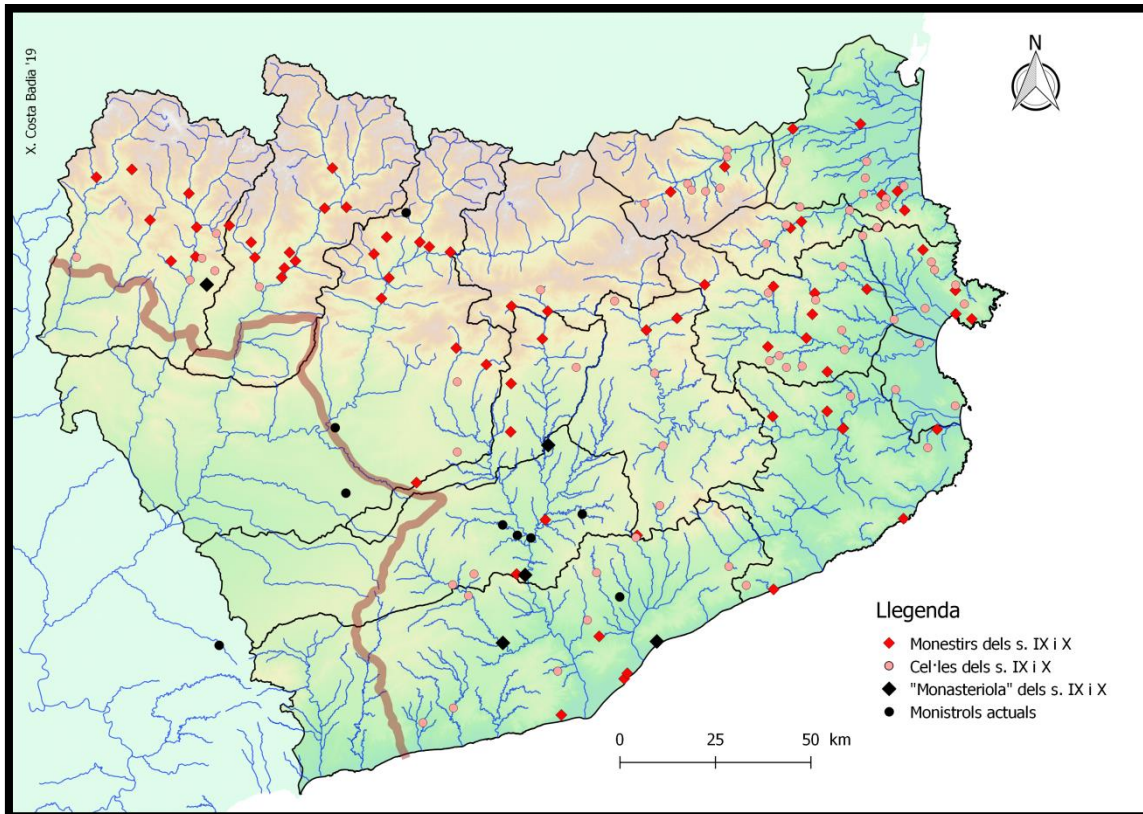 X. Costa Badia '19
N
Llegenda
Monestirs dels s. IX i X
Cel·les dels s. IX i X
"Monasteriola" dels s. IX i X
Monistrols actuals
0 25 50 km